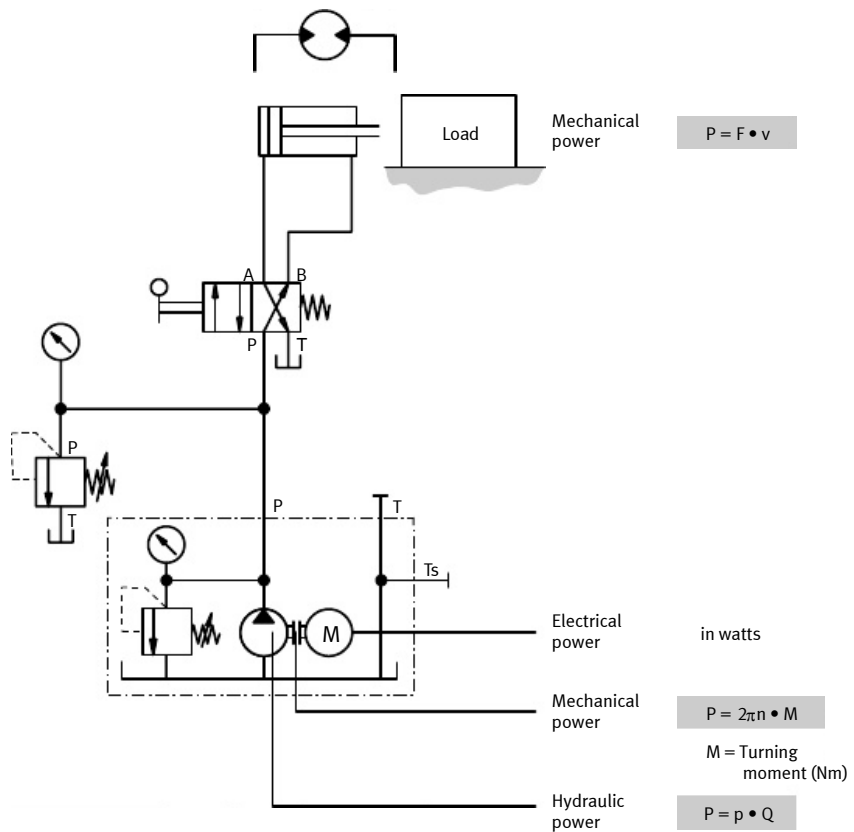 Load
Mechanical
power
P = F • v
A
B
P
T
P
T
P
T
Ts
M
Electrical
power
in watts
Mechanical
power
P = 2πn • M
M = Turning
moment (Nm)
Hydraulic
power
P = p • Q